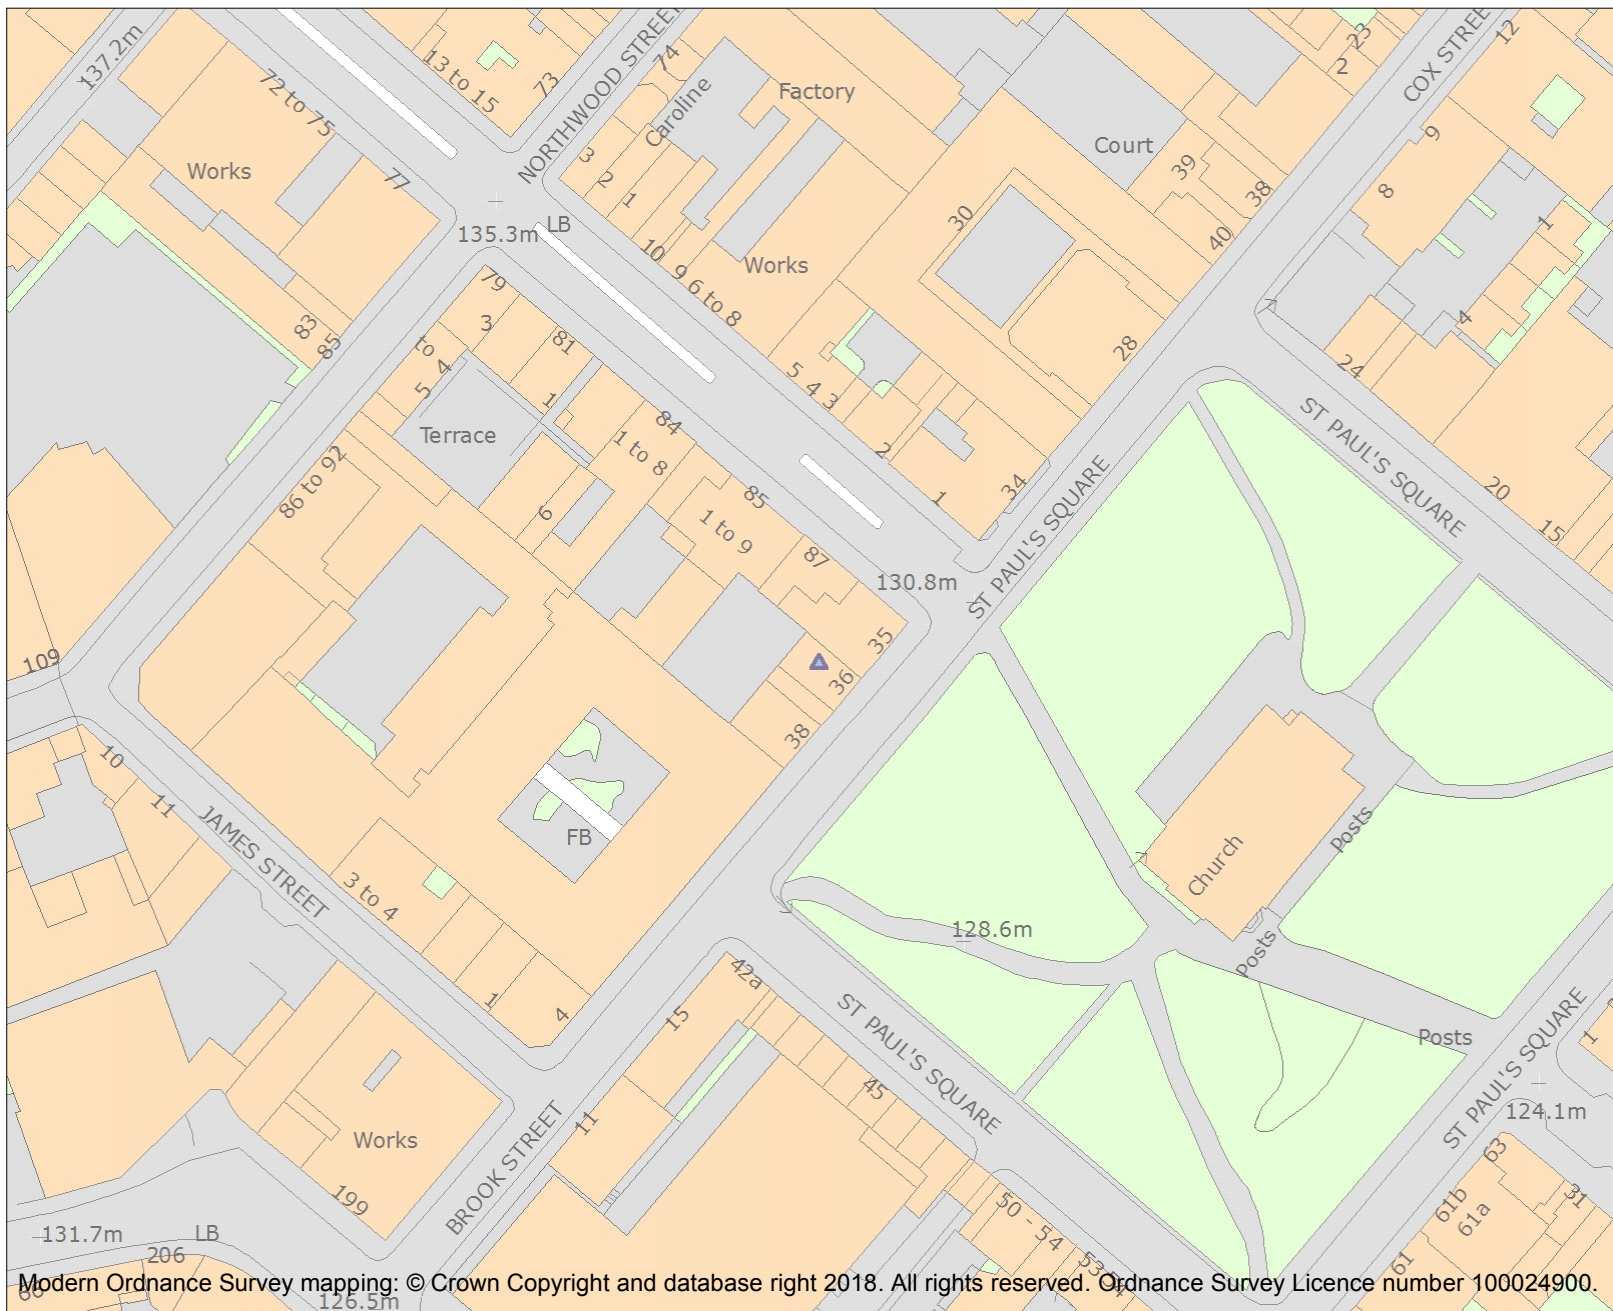 137.2m
13 to 15
73
NORTHWOOD STREET
74
Caroline
Factory
23
2
COX STREET
12
72 to 75
Works
77
3
2
1
Court
39
38
40
9
8
1
4
30
135.3m
LB
10
9
6 to 8
Works
83
85
79
3
81
to
4
5
1
Terrace
84
1 to 8
5
4
3
2
1
28
24
34
ST PAUL'S SQUARE
ST PAUL'S SQUARE
20
15
86 to 92
6
85
1 to 9
87
130.8m
35
36
38
109
10
11
JAMES STREET
FB
3 to 4
1
4
Church
Posts
Posts
Posts
128.6m
42a
15
ST PAUL'S SQUARE
45
ST PAUL'S SQUARE
1
124.1m
63
61b
61a
61
31
Works
199
BROOK STREET
11
50 - 54
131.7m
LB
206
66
126.5m
Modern Ordnance Survey mapping: © Crown Copyright and database right 2018. All rights reserved. Ordnance Survey Licence number 100024900.